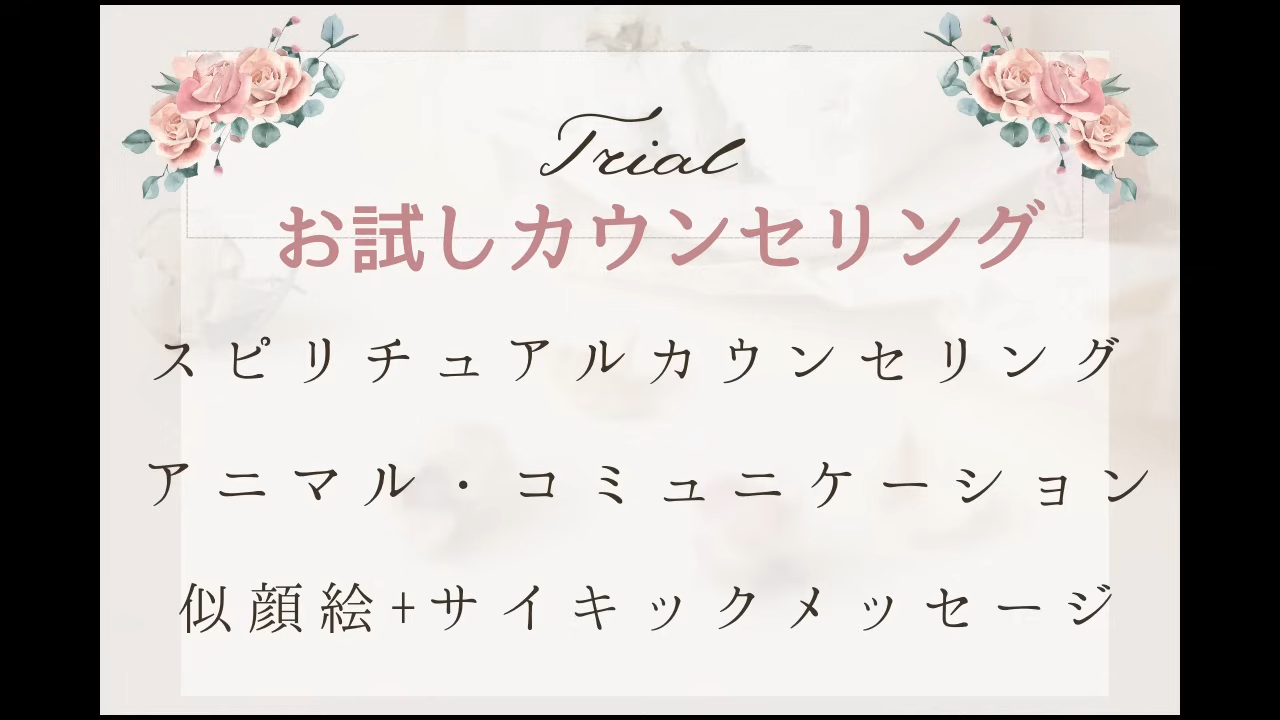 Trial
お試しカウンセリング
スピリチュアルカウンセリング
アニマル・コミュニケーション
似顔絵+サイキックメッセージ